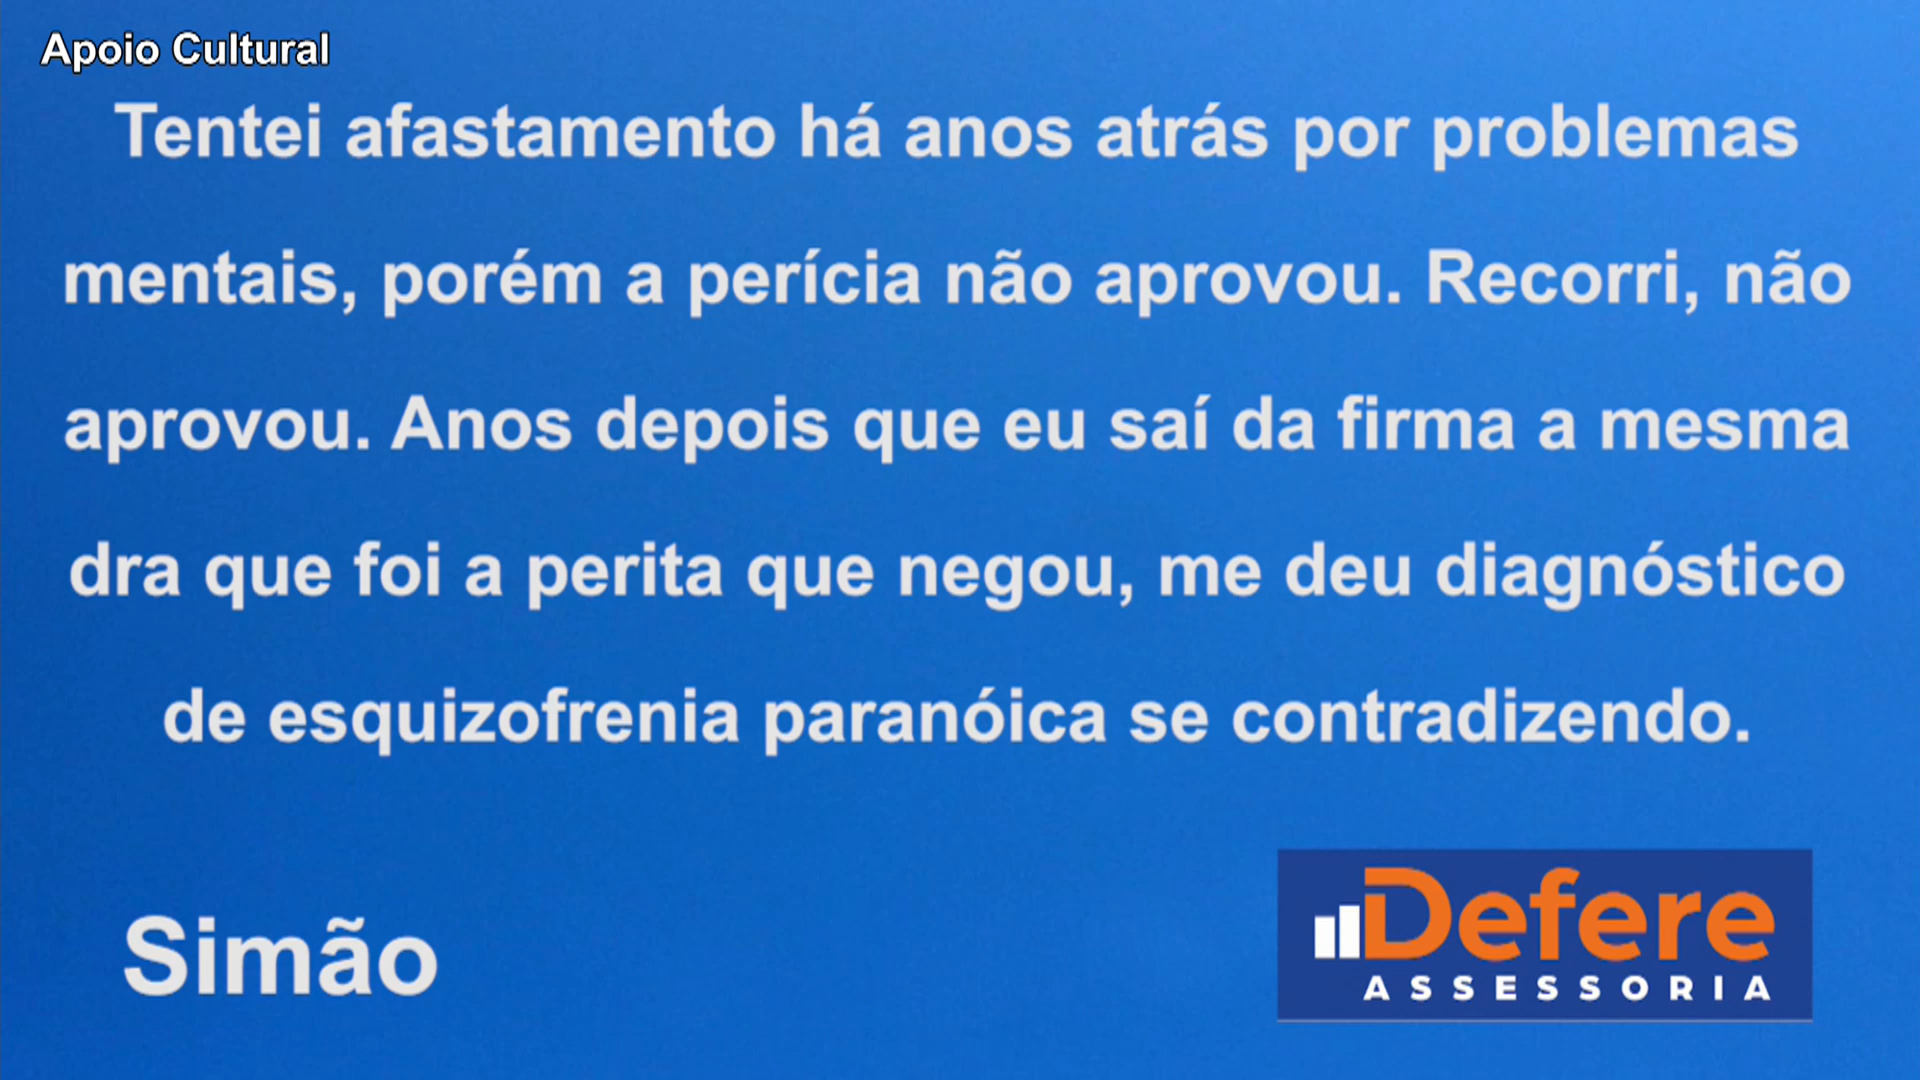 Apoio Cultural
Tentei afastamento há anos atrás por problemas
mentais, porém a perícia não aprovou. Recorri, não
aprovou. Anos depois que eu saí da firma a mesma
dra que foi a perita que negou, me deu diagnóstico
de esquizofrenia paranóica se contradizendo.
Simão
Defere
ASSESSORIA